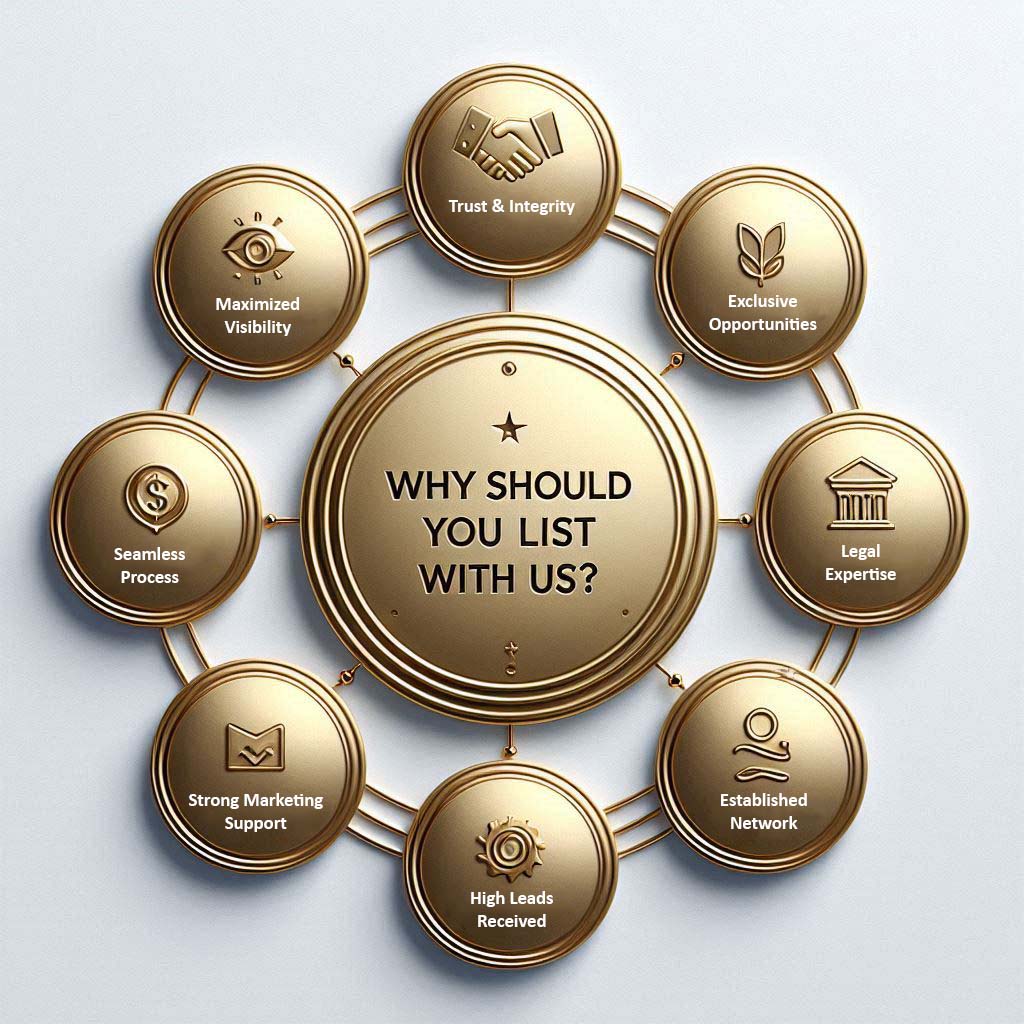 Trust & Integrity
Maximized
Visibility
Exclusive
Opportunities
WHY SHOULD
YOU LIST
WITH US?
Seamless
Process
Legal
Expertise
Strong Marketing
Support
Established
Network
High Leads
Received